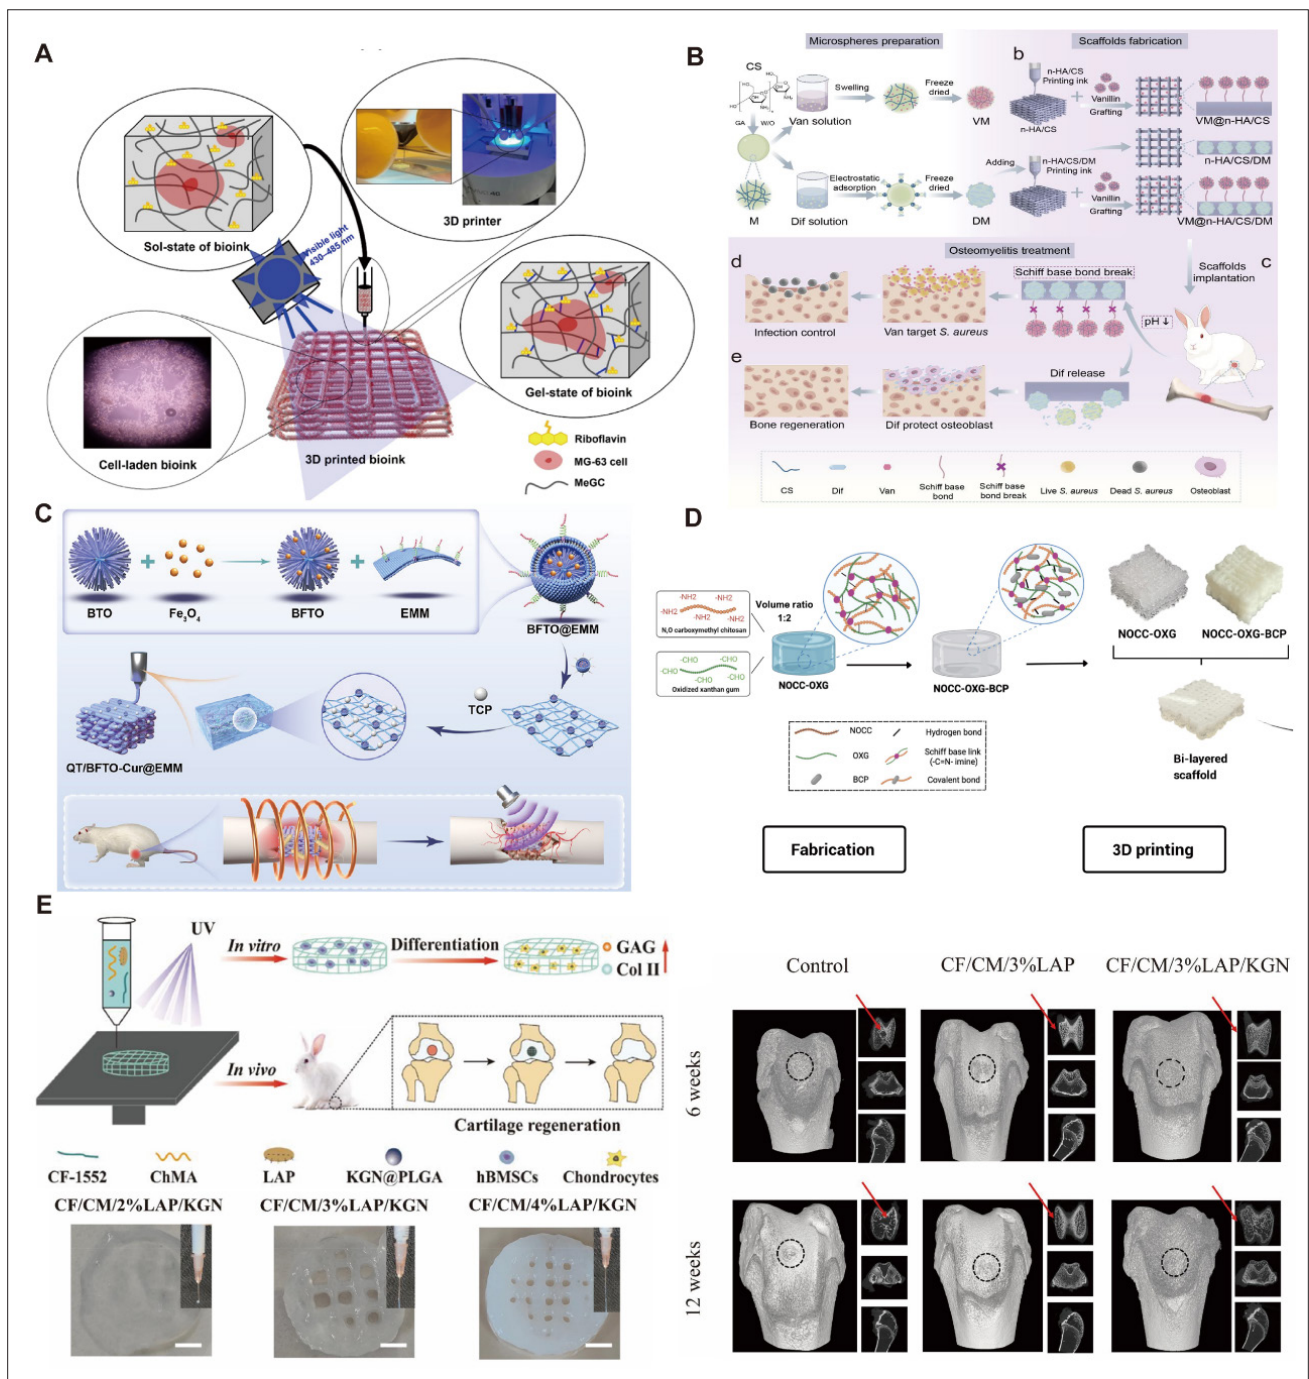 A
Sol-state of bioink
Visible light
430–485 nm
3D printer
Gel-state of bioink
Cell-laden bioink
3D printed bioink
Riboflavin
MG-63 cell
MeGC
B
Microspheres preparation
Scaffolds fabrication
b
CS
GA
W/O
Van solution
Swelling
Freeze
dried
VM
n-HA/CS
Printing ink
n-HA/CS
Vanillin
Grafting
VM@n-HA/CS
n-HA/CS/DM
M
Dif solution
Electrostatic
adsorption
Freeze
dried
DM
Adding
n-HA/CS/DM
Printing ink
Vanillin
Grafting
VM@n-HA/CS/DM
Osteomyelitis treatment
d
Infection control
Van target S. aureus
Schiff base bond break
pH ↓
Scaffolds
implantation
c
e
Bone regeneration
Dif protect osteoblast
Dif release
CS
Dif
Van
Schiff base
bond
Schiff base
bond break
Live S. aureus
Dead S. aureus
Osteoblast
C
BTO
Fe3O4
BFTO
EMM
BFTO@EMM
TCP
QT/BFTO-Cur@EMM
D
-NH2 -NH2
-NH2 -NH2 -NH2
N,O carboxymethyl chitosan
Volume ratio
1:2
-CHO -CHO
-CHO -CHO -CHO
Oxidized xanthan gum
NOCC-OXG
NOCC-OXG-BCP
NOCC-OXG
NOCC-OXG-BCP
Bi-layered
scaffold
NOCC
OXG
BCP
Hydrogen bond
Schiff base link
(-C=N- imine)
Covalent bond
Fabrication
3D printing
E
UV
In vitro
Differentiation
GAG
Col II
In vivo
Cartilage regeneration
CF-1552
ChMA
LAP
KGN@PLGA
hBMSCs
Chondrocytes
CF/CM/2%LAP/KGN
CF/CM/3%LAP/KGN
CF/CM/4%LAP/KGN
Control
CF/CM/3%LAP
CF/CM/3%LAP/KGN
6 weeks
12 weeks